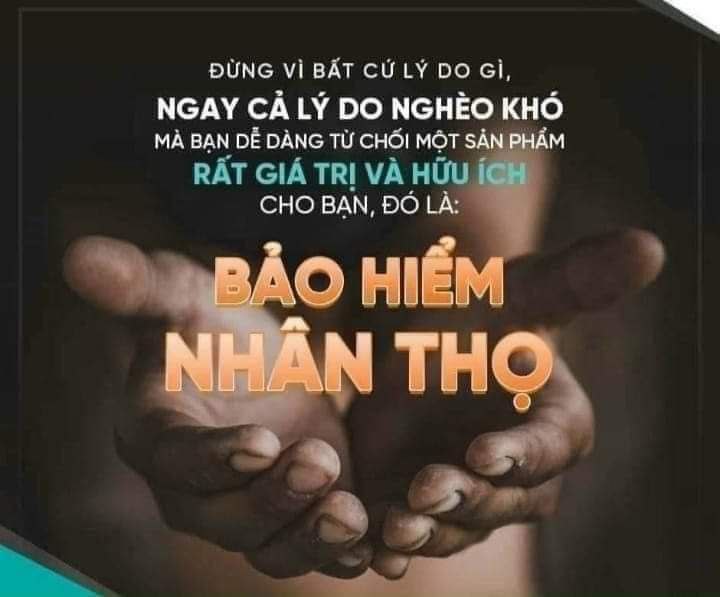 ĐỪNG VÌ BẤT CỨ LÝ DO GÌ,
NGAY CẢ LÝ DO NGHÈO KHÓ
MÀ BẠN DỄ DÀNG TỪ CHỐI MỘT SẢN PHẨM
RẤT GIÁ TRỊ VÀ HỮU ÍCH
CHO BẠN, ĐÓ LÀ:
BẢO HIỂM
NHÂN THỌ